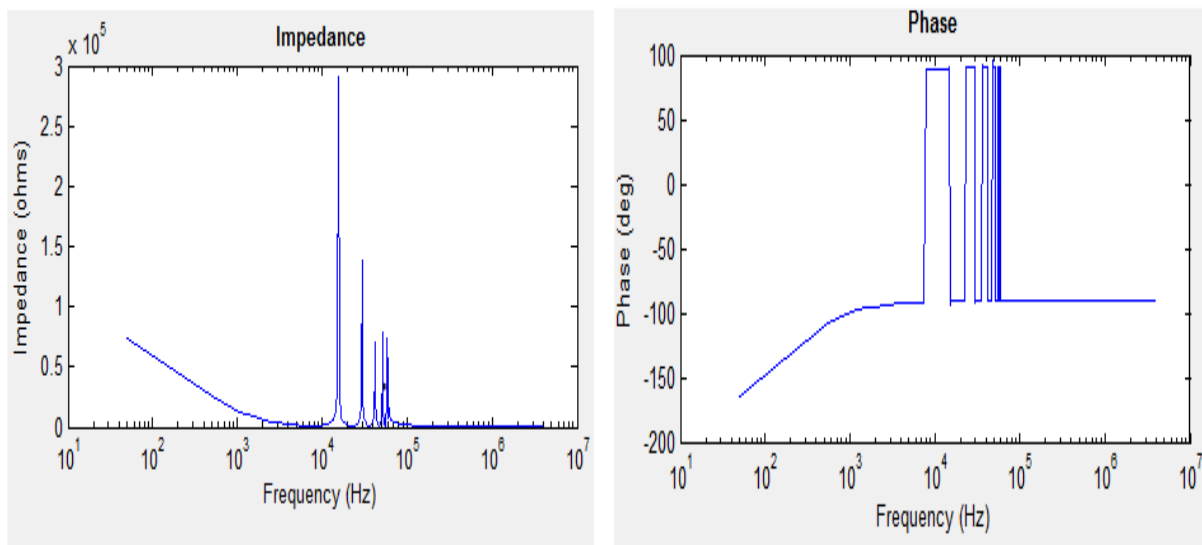 Impedance
x 10^5
3
2.5
2
1.5
1
0.5
0
Impedance (ohms)
10^1 10^2 10^3 10^4 10^5 10^6 10^7
Frequency (Hz)
Phase
100
50
0
-50
-100
-150
-200
Phase (deg)
10^1 10^2 10^3 10^4 10^5 10^6 10^7
Frequency (Hz)